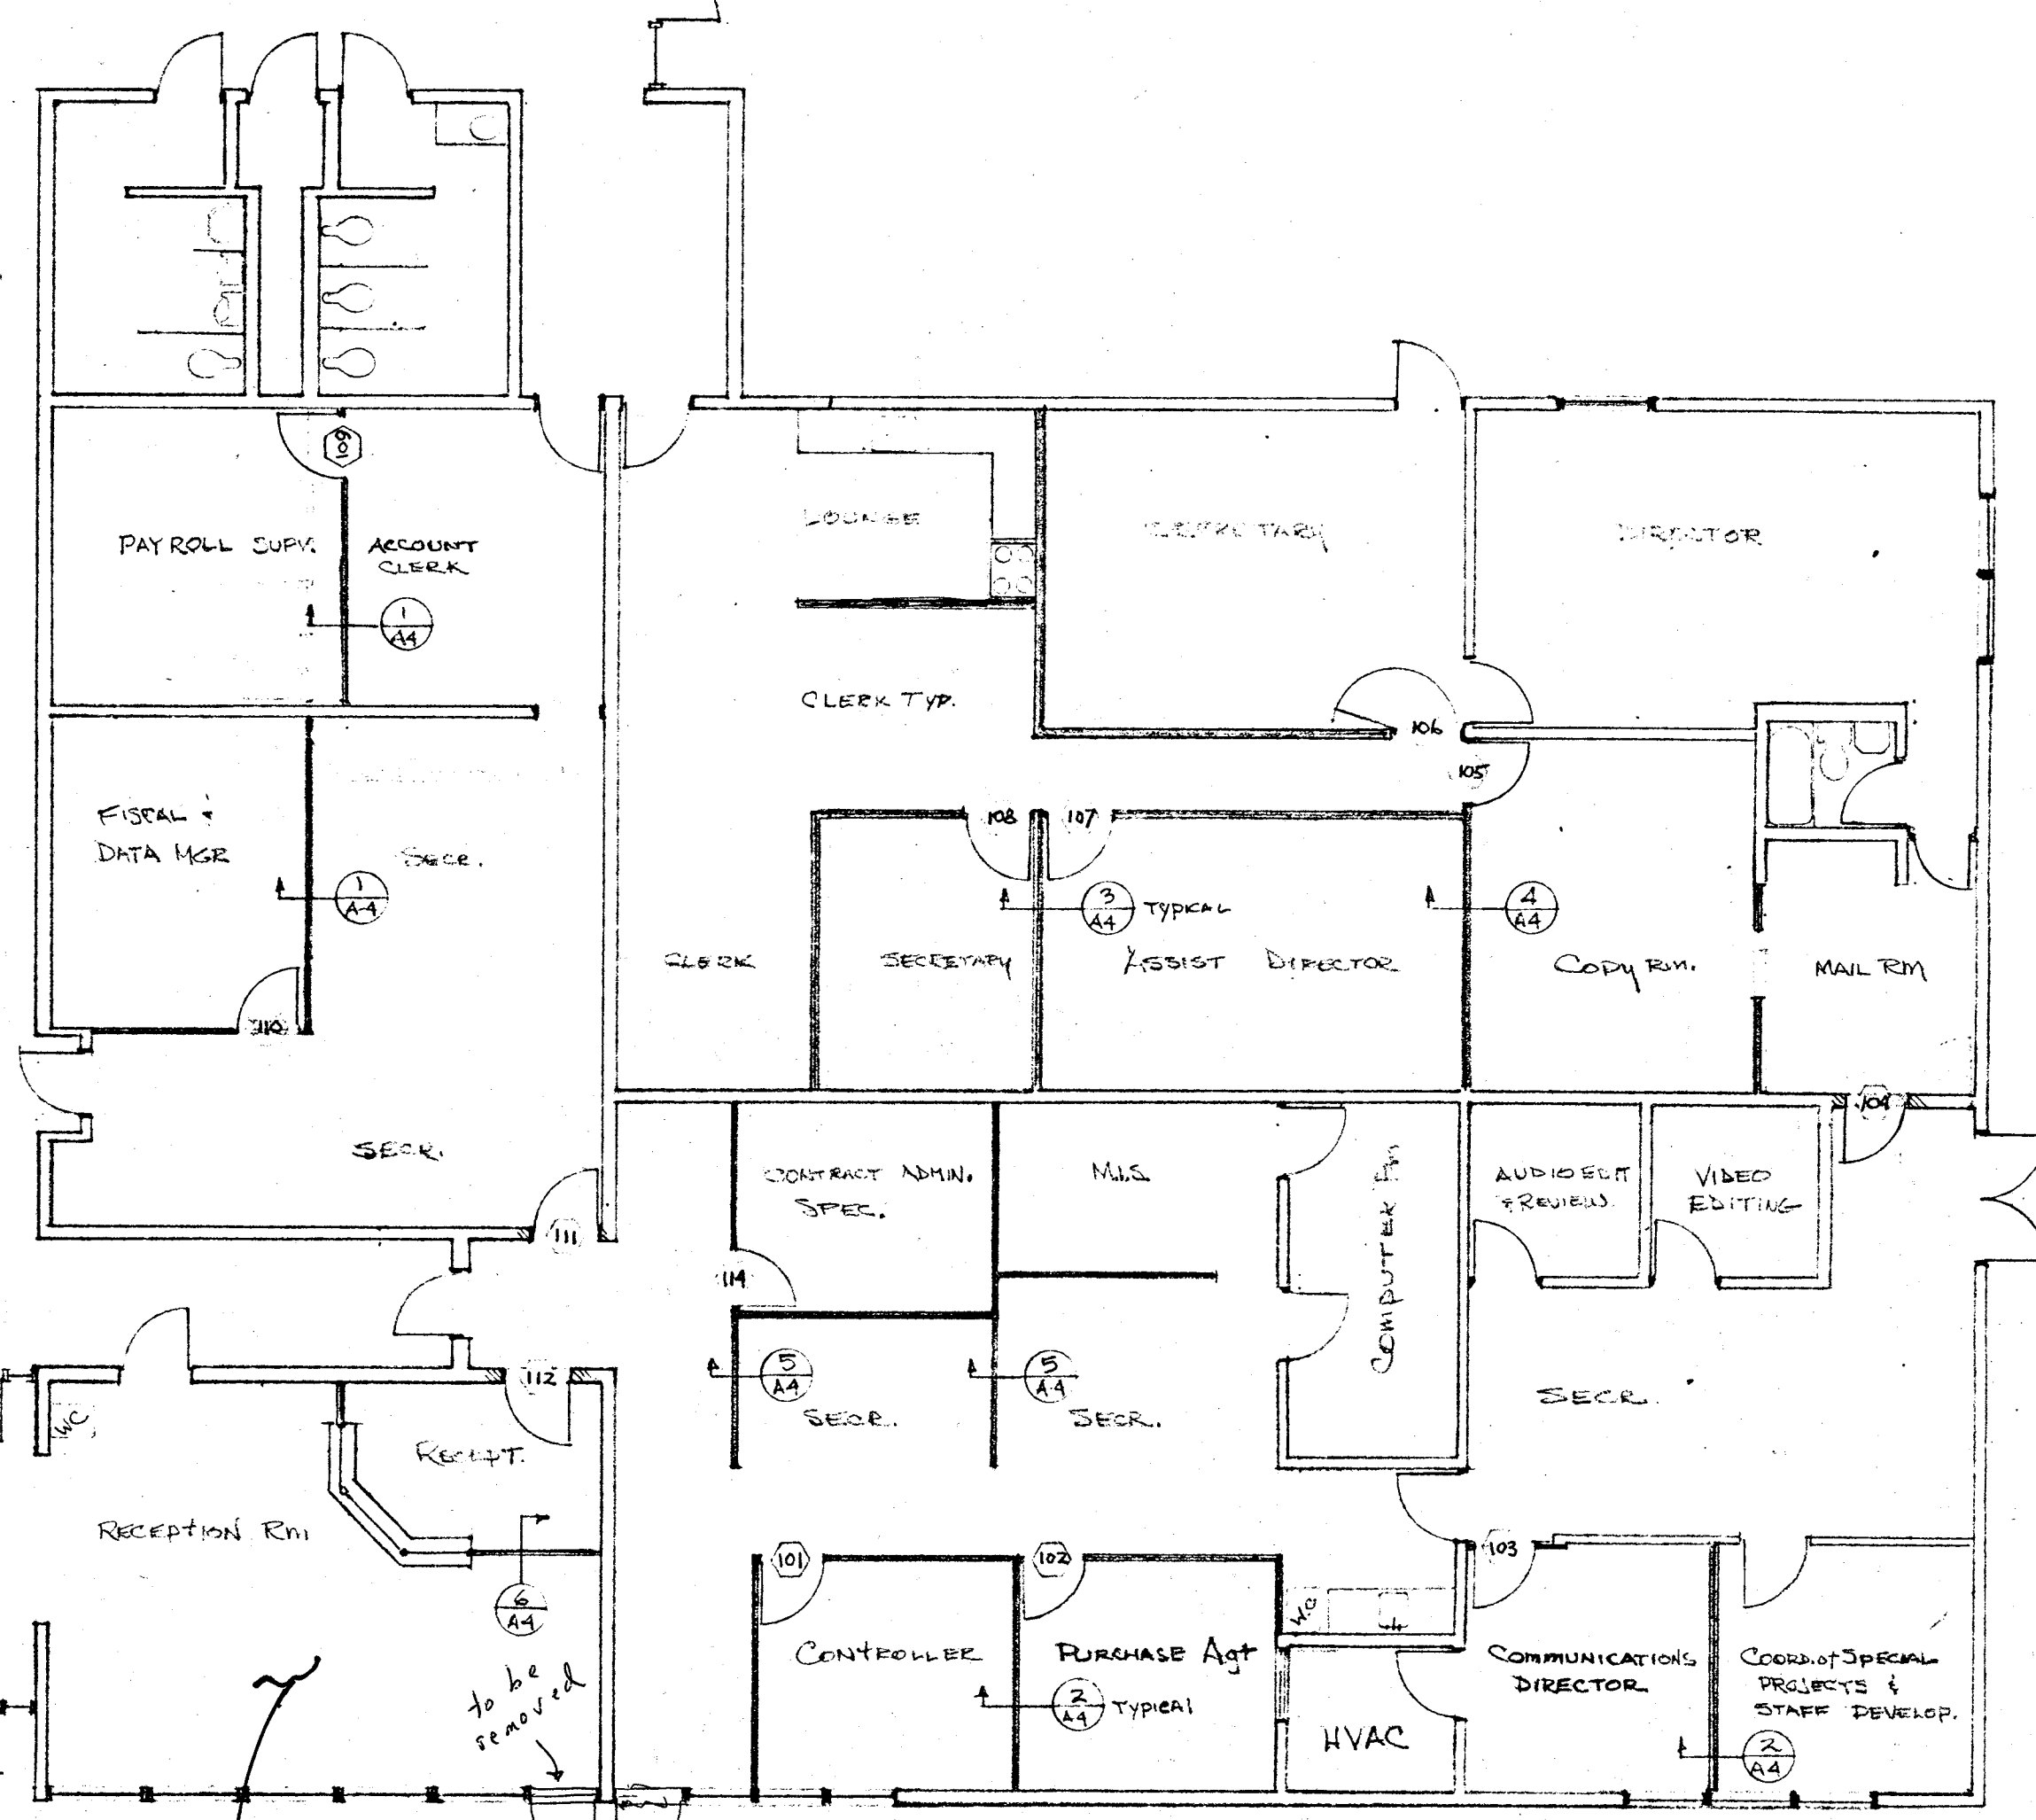 109
PAYROLL SUPV.
ACCOUNT
CLERK
1
A4
LOUNGE
SECRETARY
DIRECTOR
CLERK TYP.
106
105
FISCAL &
DATA MGR
SECR.
1
A-4
110
108
107
3
A4
TYPICAL
4
A4
CLERK
SECRETARY
ASSIST DIRECTOR
COPY RM.
MAIL RM
104
SECR.
111
CONTRACT ADMIN.
SPEC.
M.I.S.
COMPUTER Rm
AUDIO EDIT
& REVIEW.
VIDEO
EDITING
114
112
5
A4
5
A4
SECR.
SECR.
SECR.
WC
RECEPT.
RECEPTION Rm
6
A4
to be
removed
101
102
103
CONTROLLER
PURCHASE Agt
2
A4
TYPICAL
W.C
HVAC
COMMUNICATIONS
DIRECTOR
COORD. of SPECIAL
PROJECTS &
STAFF DEVELOP.
2
A4